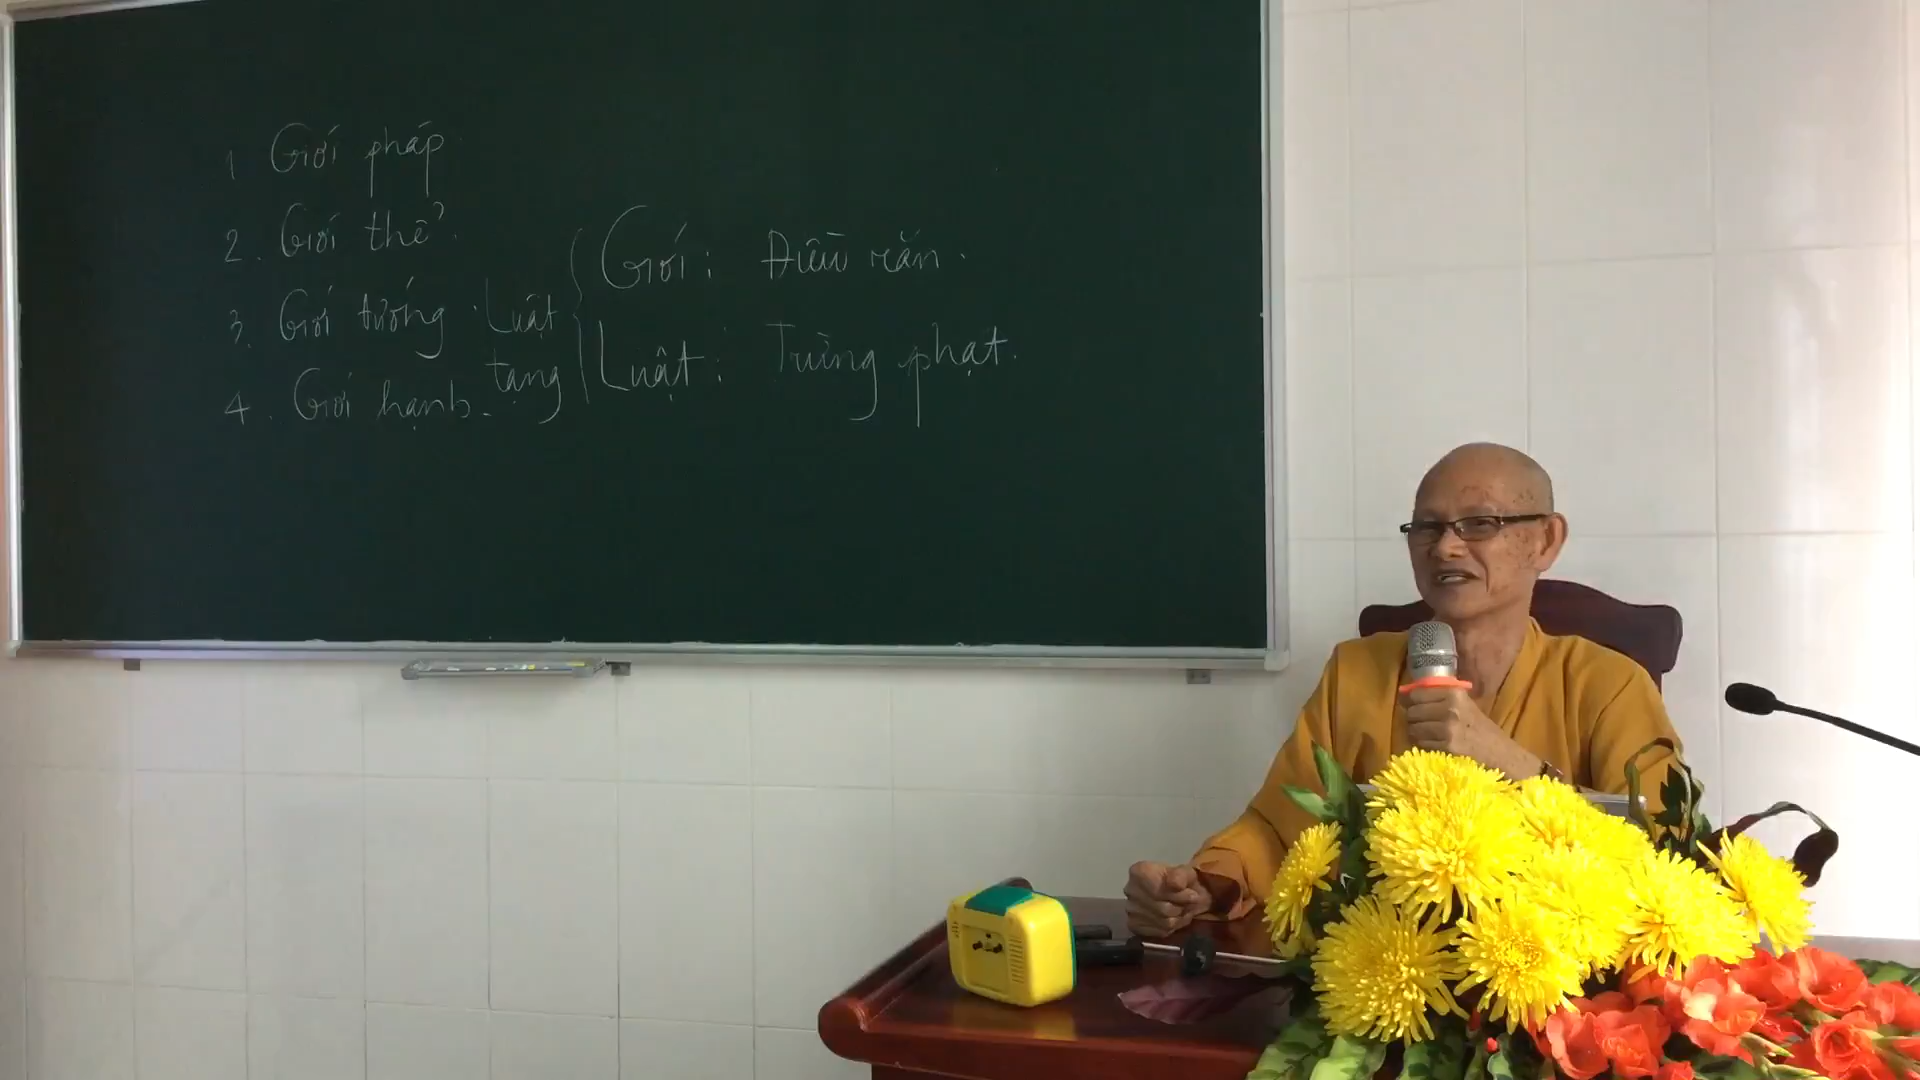 1 Giới pháp.
2. Giới thể.
3. Giới tướng.
4. Giới hạnh.
Luật
tạng
Giới: Điều răn.
Luật: Trừng phạt.